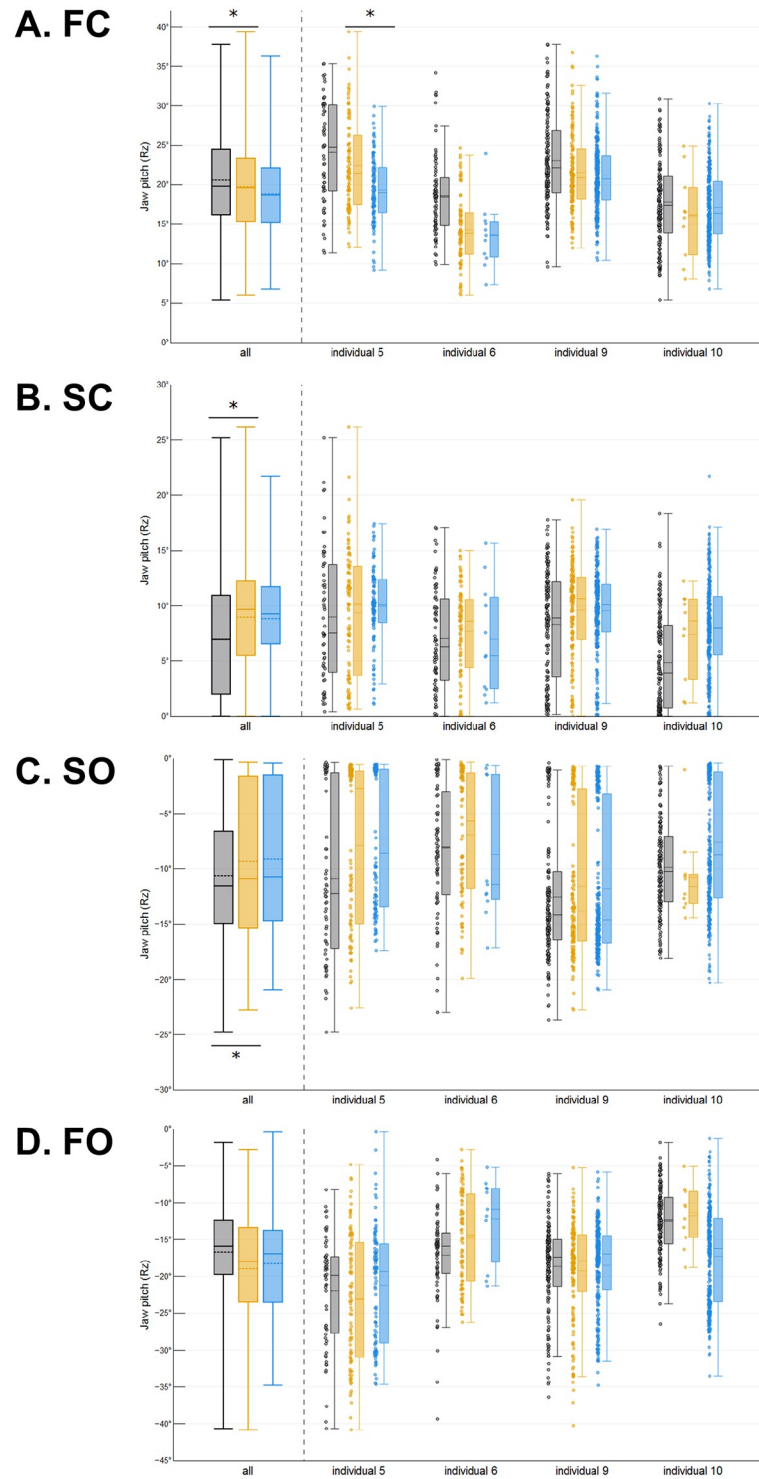 A. FC
*
*
Jaw pitch (Rz)
40°
35°
30°
25°
20°
15°
10°
5°
0°
all
individual 5
individual 6
individual 9
individual 10
B. SC
*
Jaw pitch (Rz)
30°
25°
20°
15°
10°
5°
0°
all
individual 5
individual 6
individual 9
individual 10
C. SO
Jaw pitch (Rz)
0°
−5°
−10°
−15°
−20°
−25°
−30°
*
all
individual 5
individual 6
individual 9
individual 10
D. FO
Jaw pitch (Rz)
0°
−5°
−10°
−15°
−20°
−25°
−30°
−35°
−40°
−45°
all
individual 5
individual 6
individual 9
individual 10